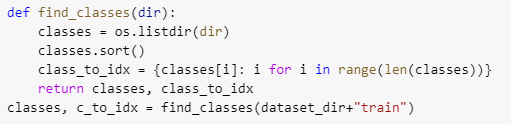 def find_classes(dir):
    classes = os.listdir(dir)
    classes.sort()
    class_to_idx = {classes[i]: i for i in range(len(classes))}
    return classes, class_to_idx
classes, c_to_idx = find_classes(dataset_dir+"train")